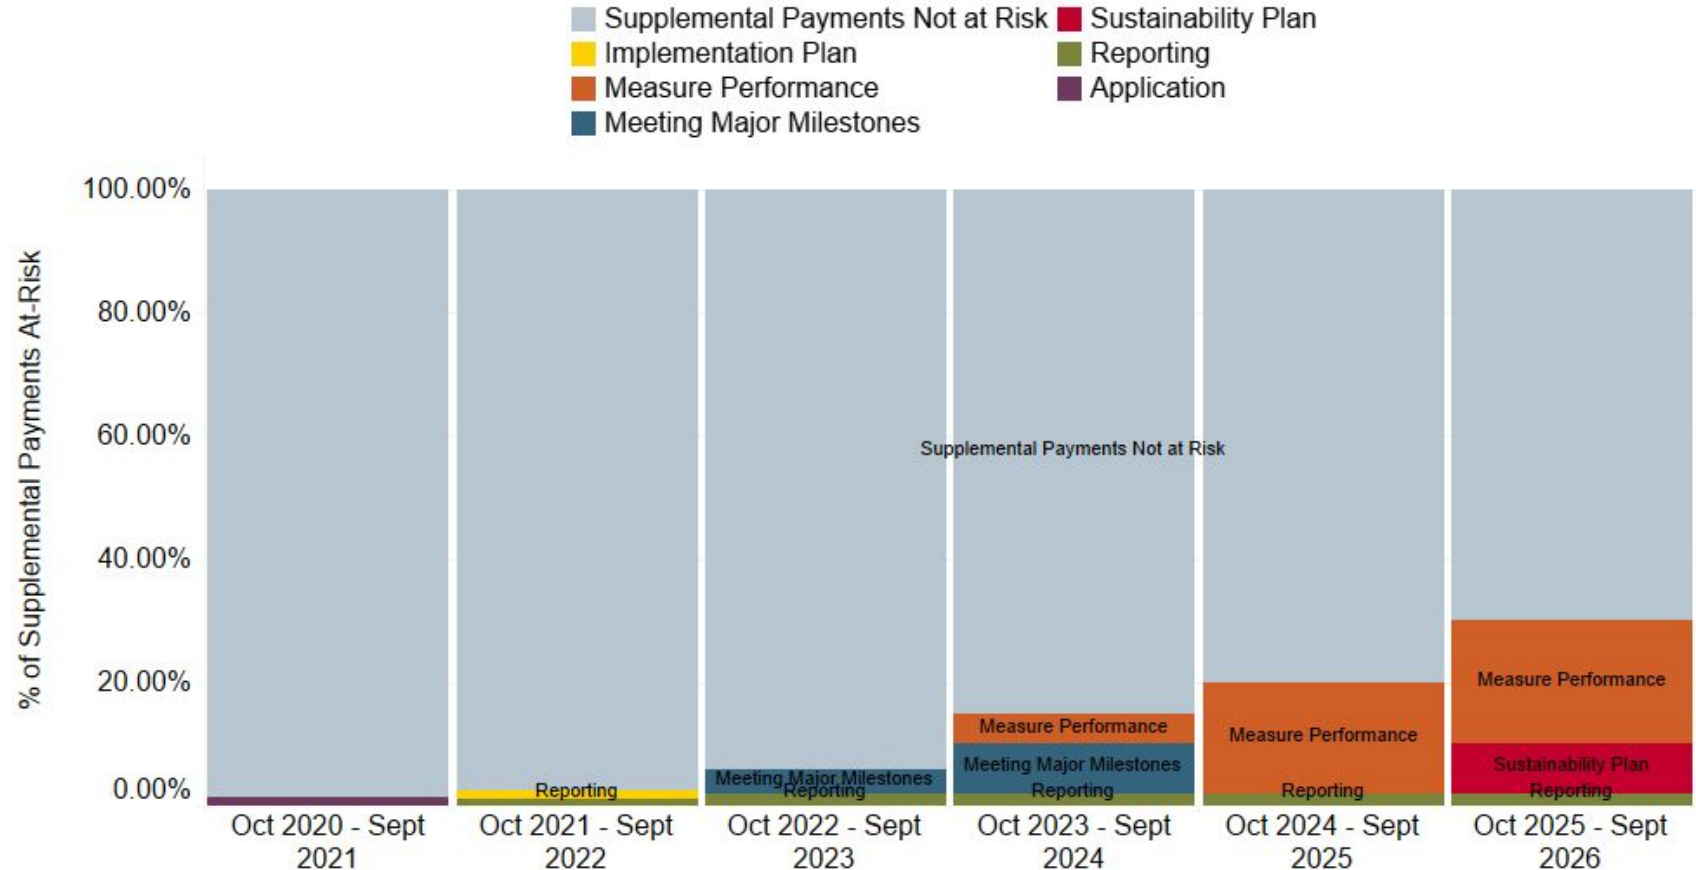 Supplemental Payments Not at Risk
Sustainability Plan
Implementation Plan
Reporting
Measure Performance
Application
Meeting Major Milestones
% of Supplemental Payments At-Risk
100.00%
80.00%
60.00%
40.00%
20.00%
0.00%
Supplemental Payments Not at Risk
Reporting
Meeting Major Milestones
Reporting
Measure Performance
Meeting Major Milestones
Reporting
Measure Performance
Reporting
Measure Performance
Sustainability Plan
Reporting
Oct 2020 - Sept
2021
Oct 2021 - Sept
2022
Oct 2022 - Sept
2023
Oct 2023 - Sept
2024
Oct 2024 - Sept
2025
Oct 2025 - Sept
2026